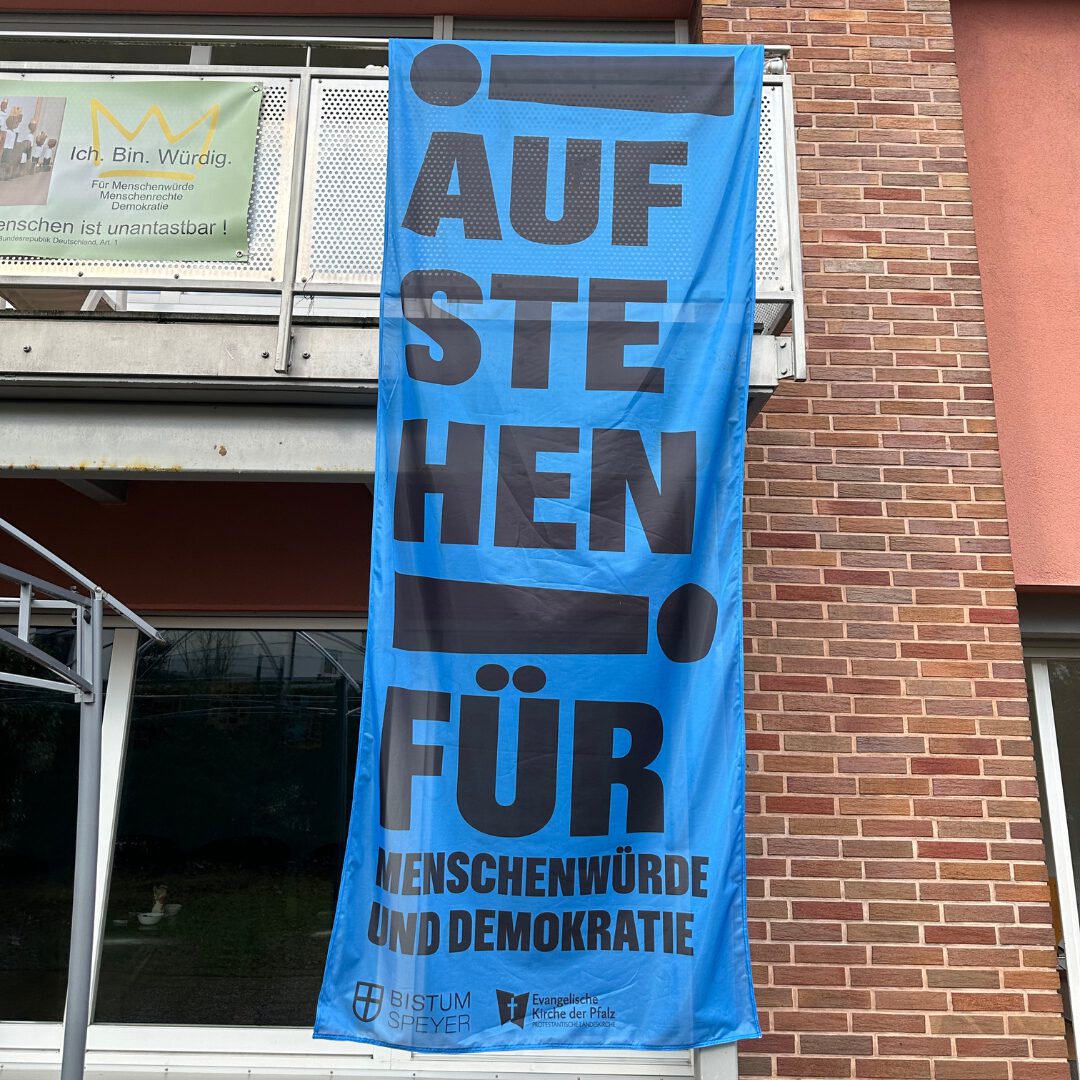 Ich. Bin. Würdig.
Für Menschenwürde
Menschenrechte
Demokratie
enschen ist unantastbar !
Bundesrepublik Deutschland, Art. 1
AUF
STE
HEN
FÜR
MENSCHENWÜRDE
UND DEMOKRATIE
BISTUM
SPEYER
Evangelische
Kirche der Pfalz
PROTESTANTISCHE LANDESKIRCHE